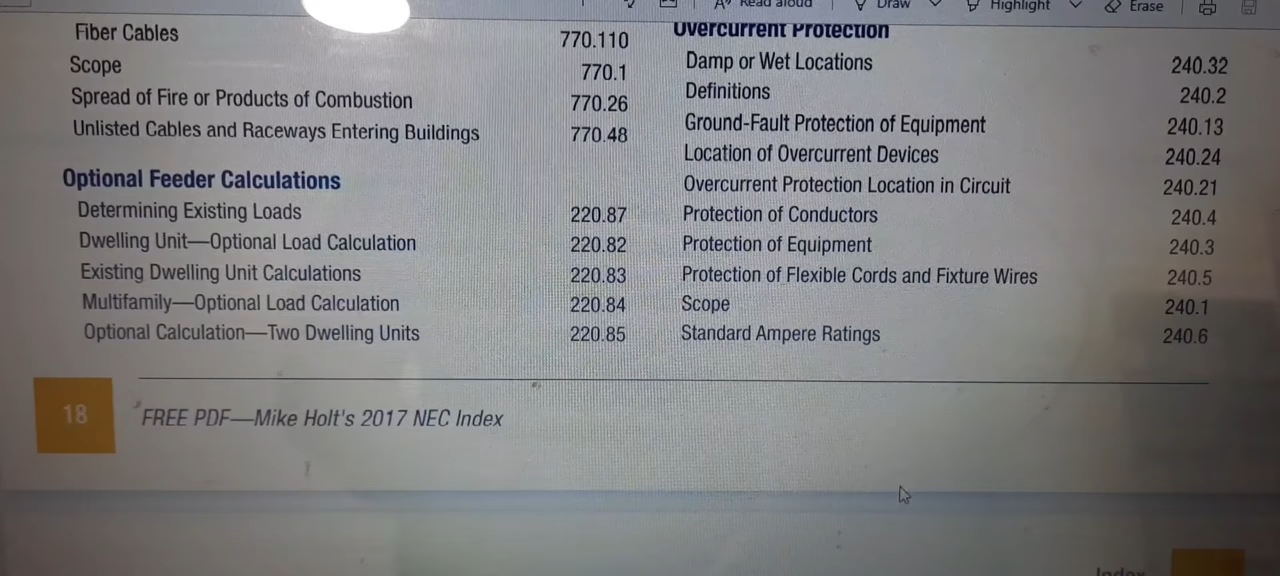 Read aloud
Draw
Highlight
Erase
Fiber Cables 770.110
Scope 770.1
Spread of Fire or Products of Combustion 770.26
Unlisted Cables and Raceways Entering Buildings 770.48
Optional Feeder Calculations
Determining Existing Loads 220.87
Dwelling Unit—Optional Load Calculation 220.82
Existing Dwelling Unit Calculations 220.83
Multifamily—Optional Load Calculation 220.84
Optional Calculation—Two Dwelling Units 220.85
Overcurrent Protection
Damp or Wet Locations 240.32
Definitions 240.2
Ground-Fault Protection of Equipment 240.13
Location of Overcurrent Devices 240.24
Overcurrent Protection Location in Circuit 240.21
Protection of Conductors 240.4
Protection of Equipment 240.3
Protection of Flexible Cords and Fixture Wires 240.5
Scope 240.1
Standard Ampere Ratings 240.6
18
FREE PDF—Mike Holt's 2017 NEC Index
Index